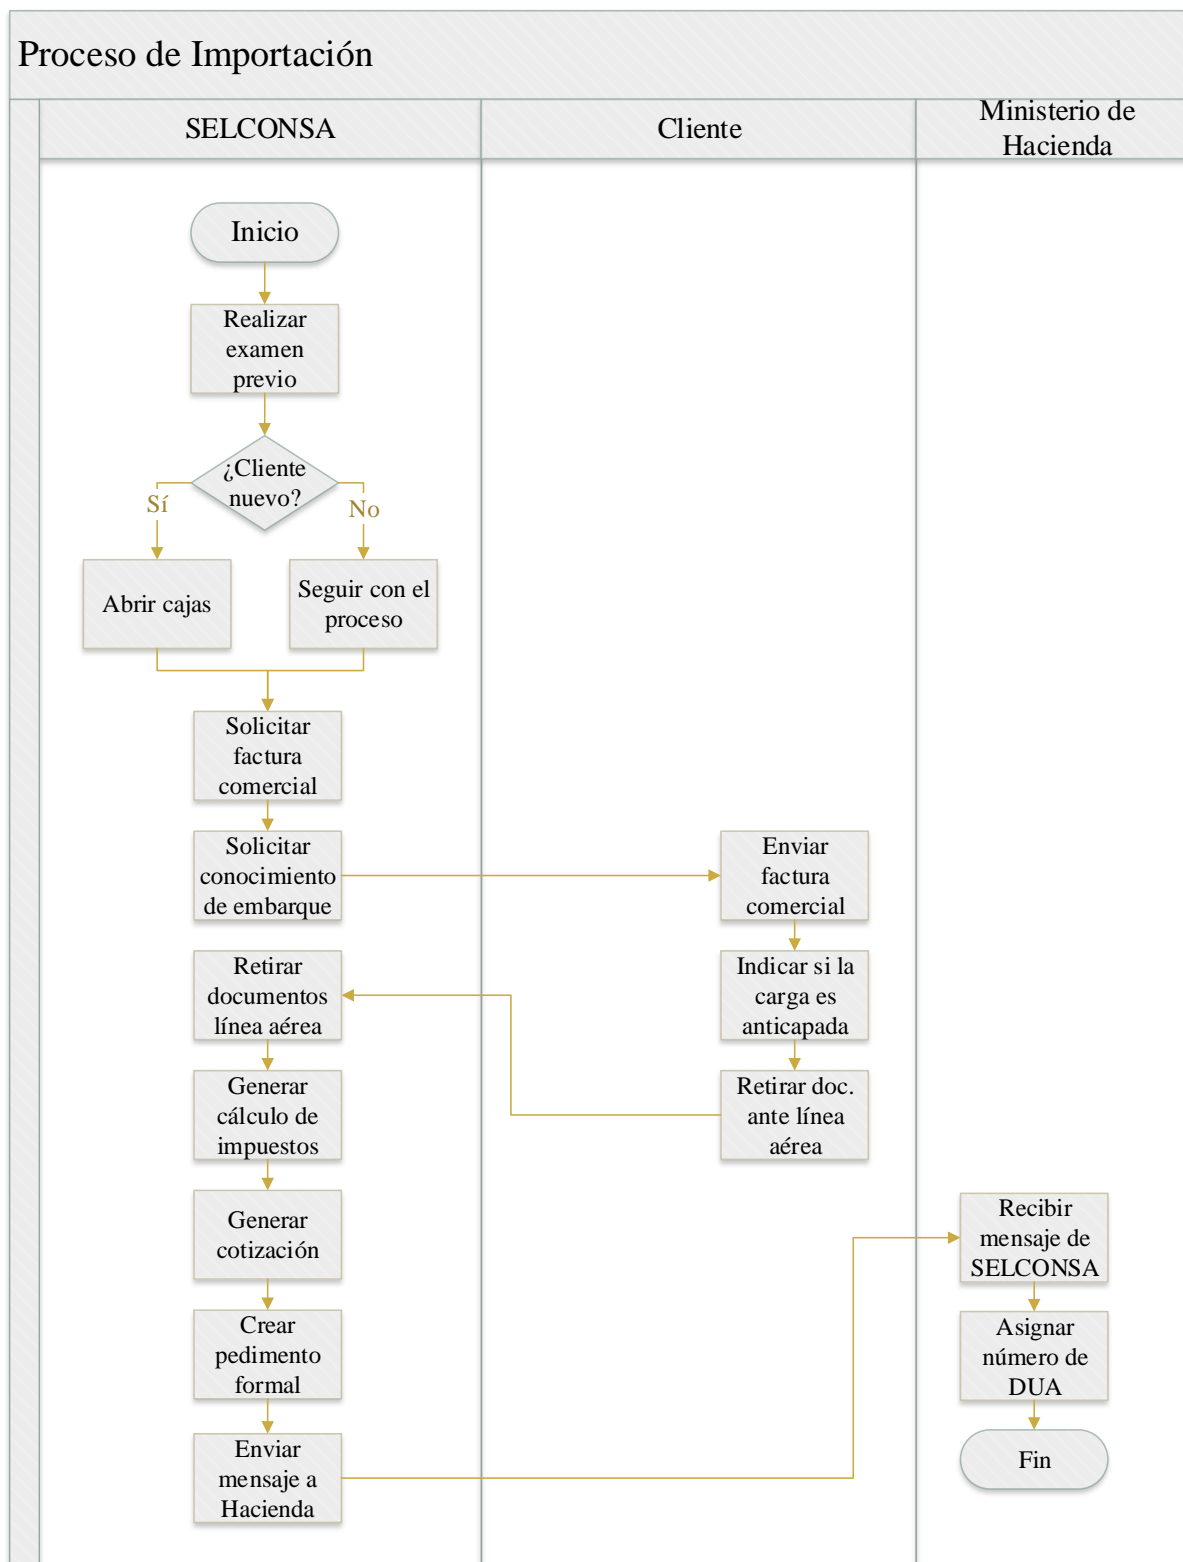 Proceso de Importación
SELCONSA
Cliente
Ministerio de
Hacienda
Inicio
Realizar
examen
previo
¿Cliente
nuevo?
Sí
No
Abrir cajas
Seguir con el
proceso
Solicitar
factura
comercial
Solicitar
conocimiento
de embarque
Enviar
factura
comercial
Indicar si la
carga es
anticapada
Retirar doc.
ante línea
aérea
Retirar
documentos
línea aérea
Generar
cálculo de
impuestos
Generar
cotización
Crear
pedimento
formal
Enviar
mensaje a
Hacienda
Recibir
mensaje de
SELCONSA
Asignar
número de
DUA
Fin